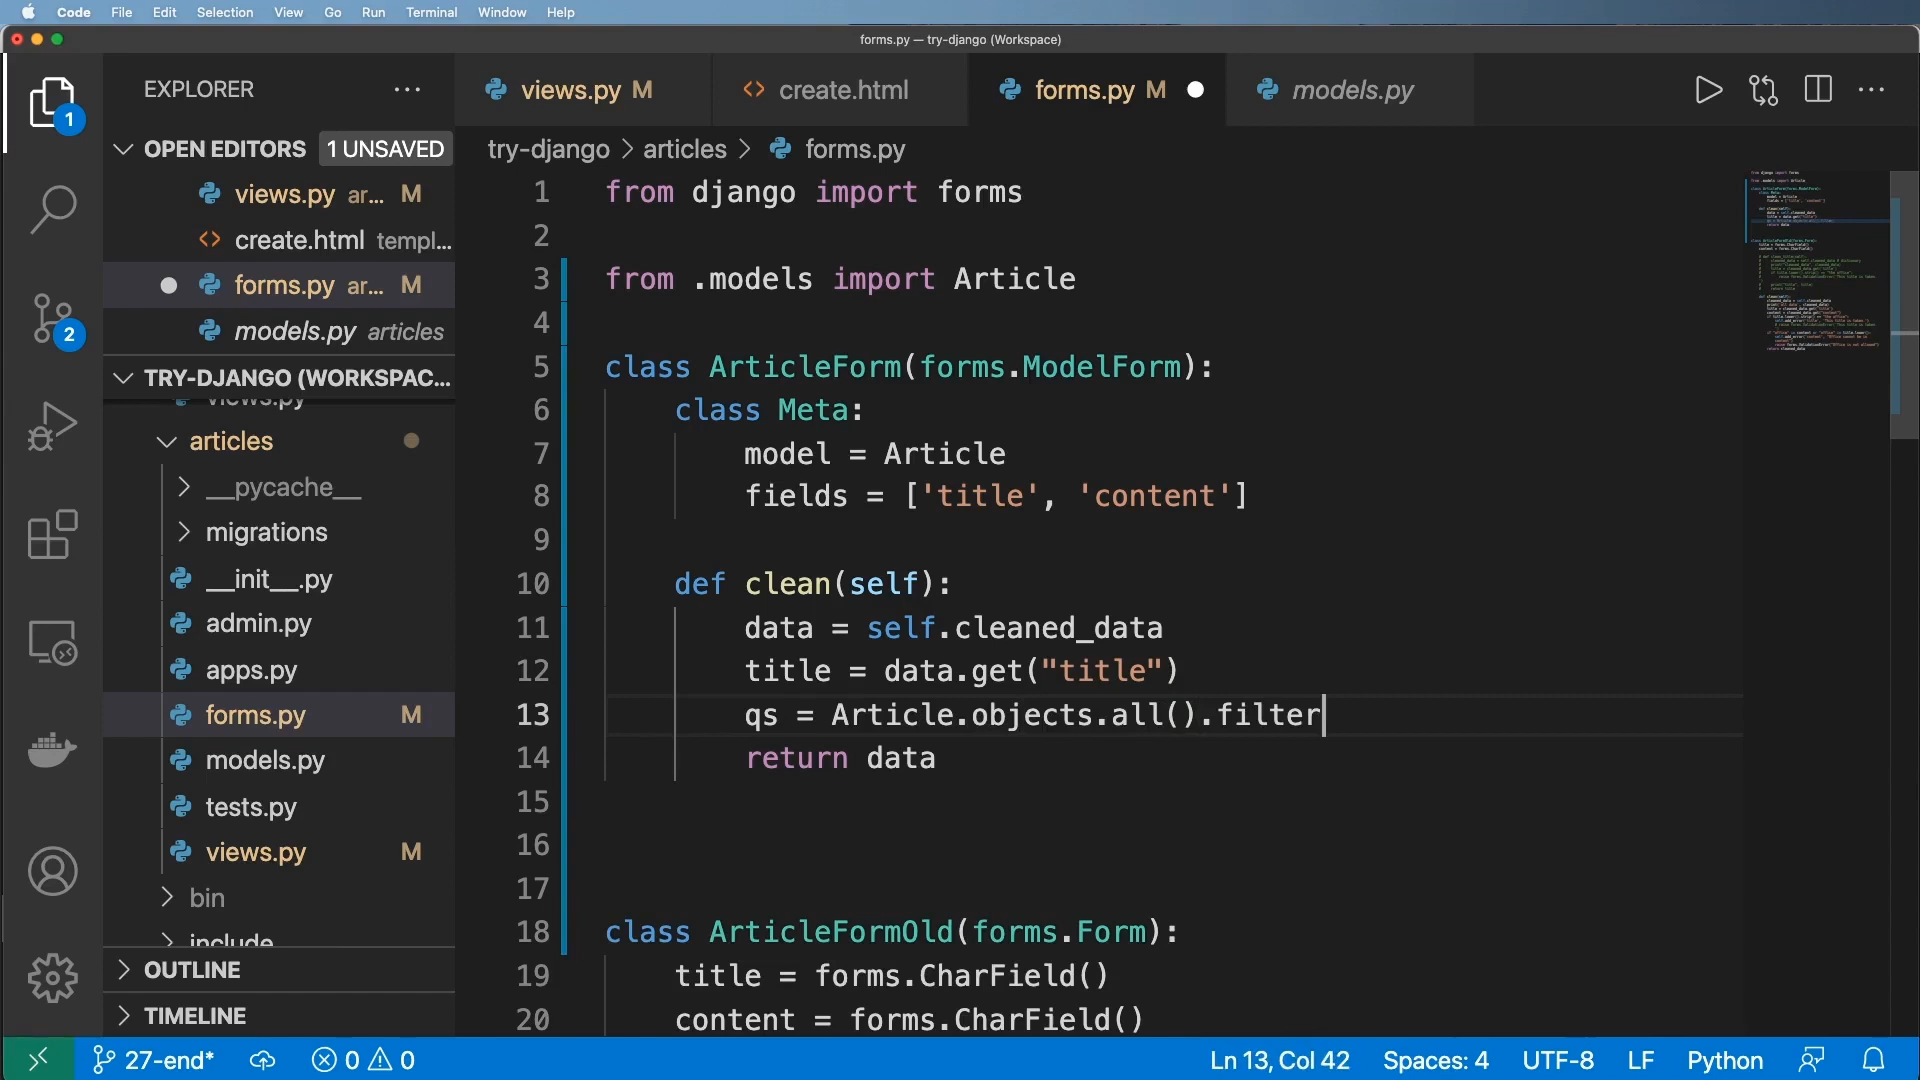 Code File Edit Selection View Go Run Terminal Window Help
forms.py — try-django (Workspace)
EXPLORER
1
OPEN EDITORS 1 UNSAVED
views.py ar... M
create.html templ...
forms.py ar... M
models.py articles
2
TRY-DJANGO (WORKSPAC...
views.py
articles
__pycache__
migrations
__init__.py
admin.py
apps.py
forms.py M
models.py
tests.py
views.py M
bin
include
OUTLINE
TIMELINE
views.py M create.html forms.py M models.py
try-django > articles > forms.py
1 from django import forms
2
3 from .models import Article
4
5 class ArticleForm(forms.ModelForm):
6 class Meta:
7 model = Article
8 fields = ['title', 'content']
9
10 def clean(self):
11 data = self.cleaned_data
12 title = data.get("title")
13 qs = Article.objects.all().filter
14 return data
15
16
17
18 class ArticleFormOld(forms.Form):
19 title = forms.CharField()
20 content = forms.CharField()
27-end* 0 0 Ln 13, Col 42 Spaces: 4 UTF-8 LF Python